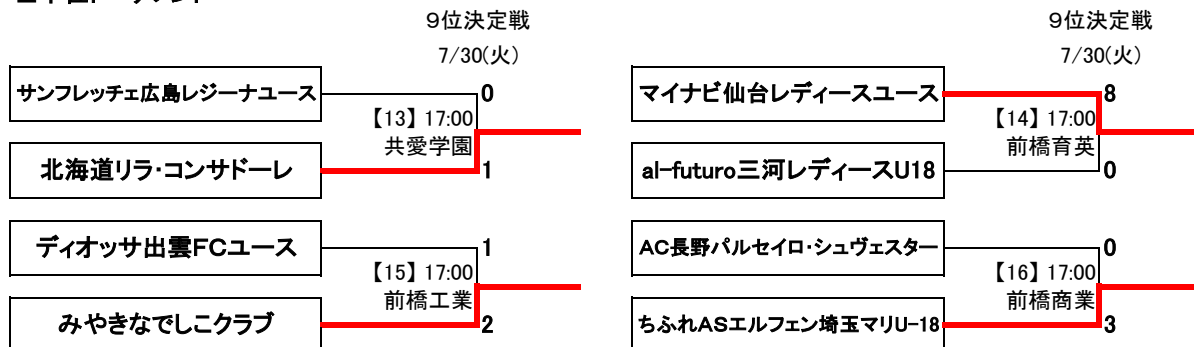 ９位決定戦
7/30(火)
サンフレッチェ広島レジーナユース
0
【13】 17:00
共愛学園
北海道リラ・コンサドーレ
1
ディオッサ出雲FCユース
1
【15】 17:00
前橋工業
みやきなでしこクラブ
2
９位決定戦
7/30(火)
マイナビ仙台レディースユース
8
【14】 17:00
前橋育英
al-futuro三河レディースU18
0
AC長野パルセイロ・シュヴェスター
0
【16】 17:00
前橋商業
ちふれASエルフェン埼玉マリU-18
3